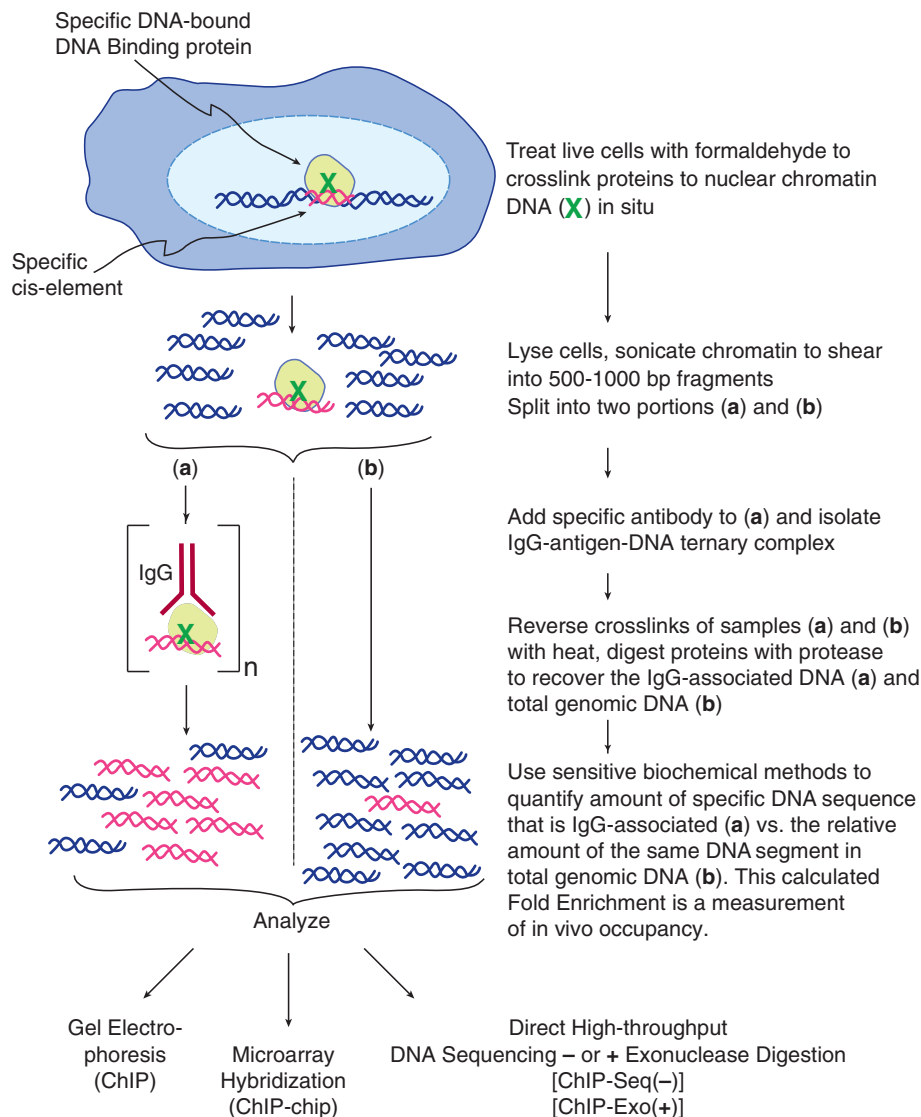 Specific DNA-bound
DNA Binding protein
X
Treat live cells with formaldehyde to
crosslink proteins to nuclear chromatin
DNA (X) in situ
Specific
cis-element
X
Lyse cells, sonicate chromatin to shear
into 500-1000 bp fragments
Split into two portions (a) and (b)
(a)
(b)
Add specific antibody to (a) and isolate
IgG-antigen-DNA ternary complex
IgG
X
n
Reverse crosslinks of samples (a) and (b)
with heat, digest proteins with protease
to recover the IgG-associated DNA (a) and
total genomic DNA (b)
Use sensitive biochemical methods to
quantify amount of specific DNA sequence
that is IgG-associated (a) vs. the relative
amount of the same DNA segment in
total genomic DNA (b). This calculated
Fold Enrichment is a measurement
of in vivo occupancy.
Analyze
Gel Electro-
phoresis
(ChIP)
Microarray
Hybridization
(ChIP-chip)
Direct High-throughput
DNA Sequencing – or + Exonuclease Digestion
[ChIP-Seq(–)]
[ChIP-Exo(+)]